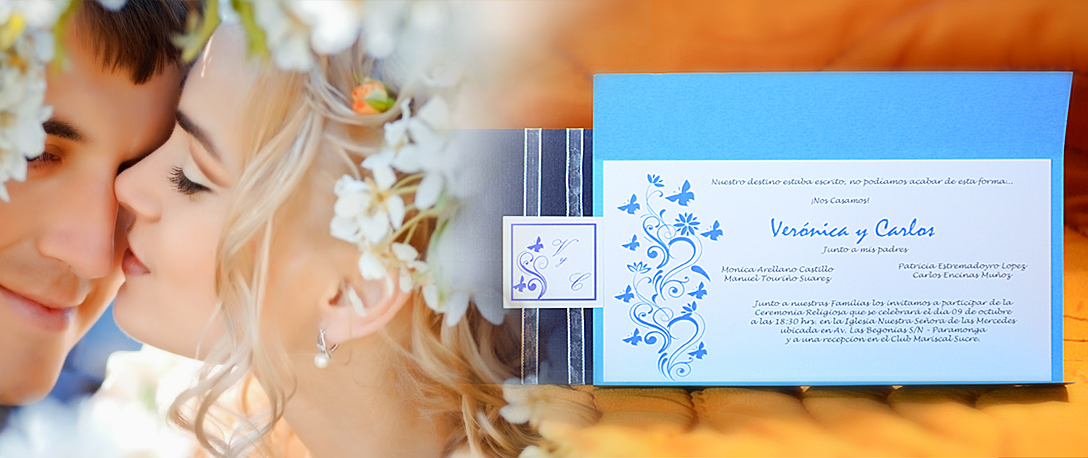 Nuestro destino estaba escrito, no podiamos acabar de esta forma...
¡Nos Casamos!
Verónica y Carlos
Junto a mis padres
Monica Arellano Castillo
Manuel Touriño Suarez
Patricia Estremadoyro Lopez
Carlos Encinas Muñoz
Junto a nuestras Familias los invitamos a participar de la
Ceremonia Religiosa que se celebrará el dia 09 de octubre
a las 18:30 hrs. en la Iglesia Nuestra Señora de las Mercedes
ubicada en Av. Las Begonias S/N - Paramonga
y a una recepcion en el Club Mariscal Sucre.
V
y
C